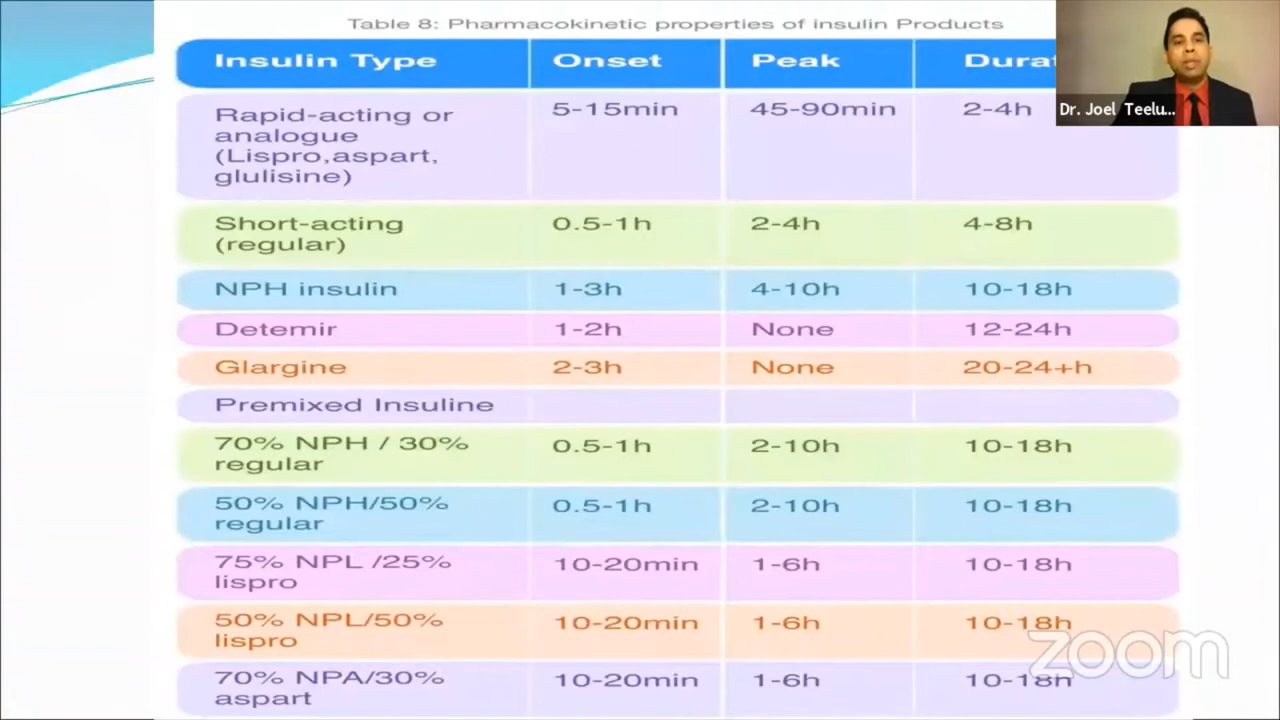 Table 8: Pharmacokinetic properties of insulin Products
Insulin Type Onset Peak Durat
Rapid-acting or
analogue
(Lispro,aspart,
glulisine) 5-15min 45-90min 2-4h
Short-acting
(regular) 0.5-1h 2-4h 4-8h
NPH insulin 1-3h 4-10h 10-18h
Detemir 1-2h None 12-24h
Glargine 2-3h None 20-24+h
Premixed Insuline
70% NPH / 30%
regular 0.5-1h 2-10h 10-18h
50% NPH/50%
regular 0.5-1h 2-10h 10-18h
75% NPL /25%
lispro 10-20min 1-6h 10-18h
50% NPL/50%
lispro 10-20min 1-6h 10-18h
70% NPA/30%
aspart 10-20min 1-6h 10-18h
Dr. Joel Teelu...
zoom